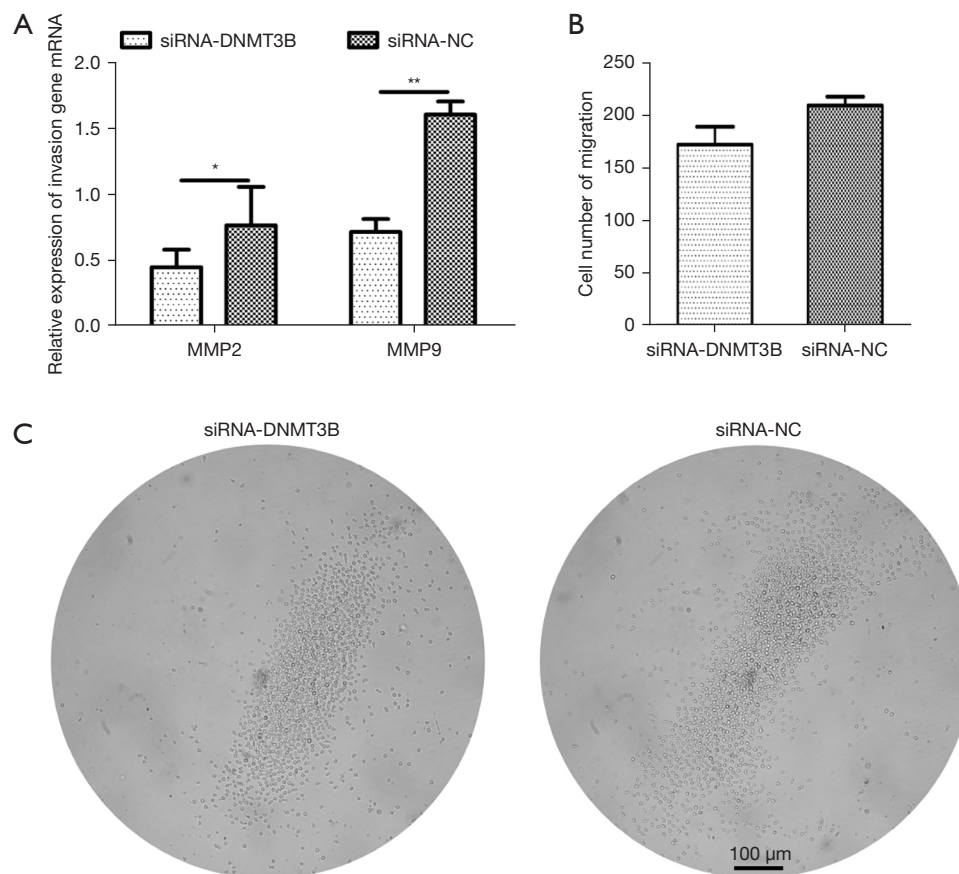 A
siRNA-DNMT3B
siRNA-NC
Relative expression of invasion gene mRNA
2.0
1.5
1.0
0.5
0.0
*
**
MMP2
MMP9
B
Cell number of migration
250
200
150
100
50
0
siRNA-DNMT3B
siRNA-NC
C
siRNA-DNMT3B
siRNA-NC
100 μm